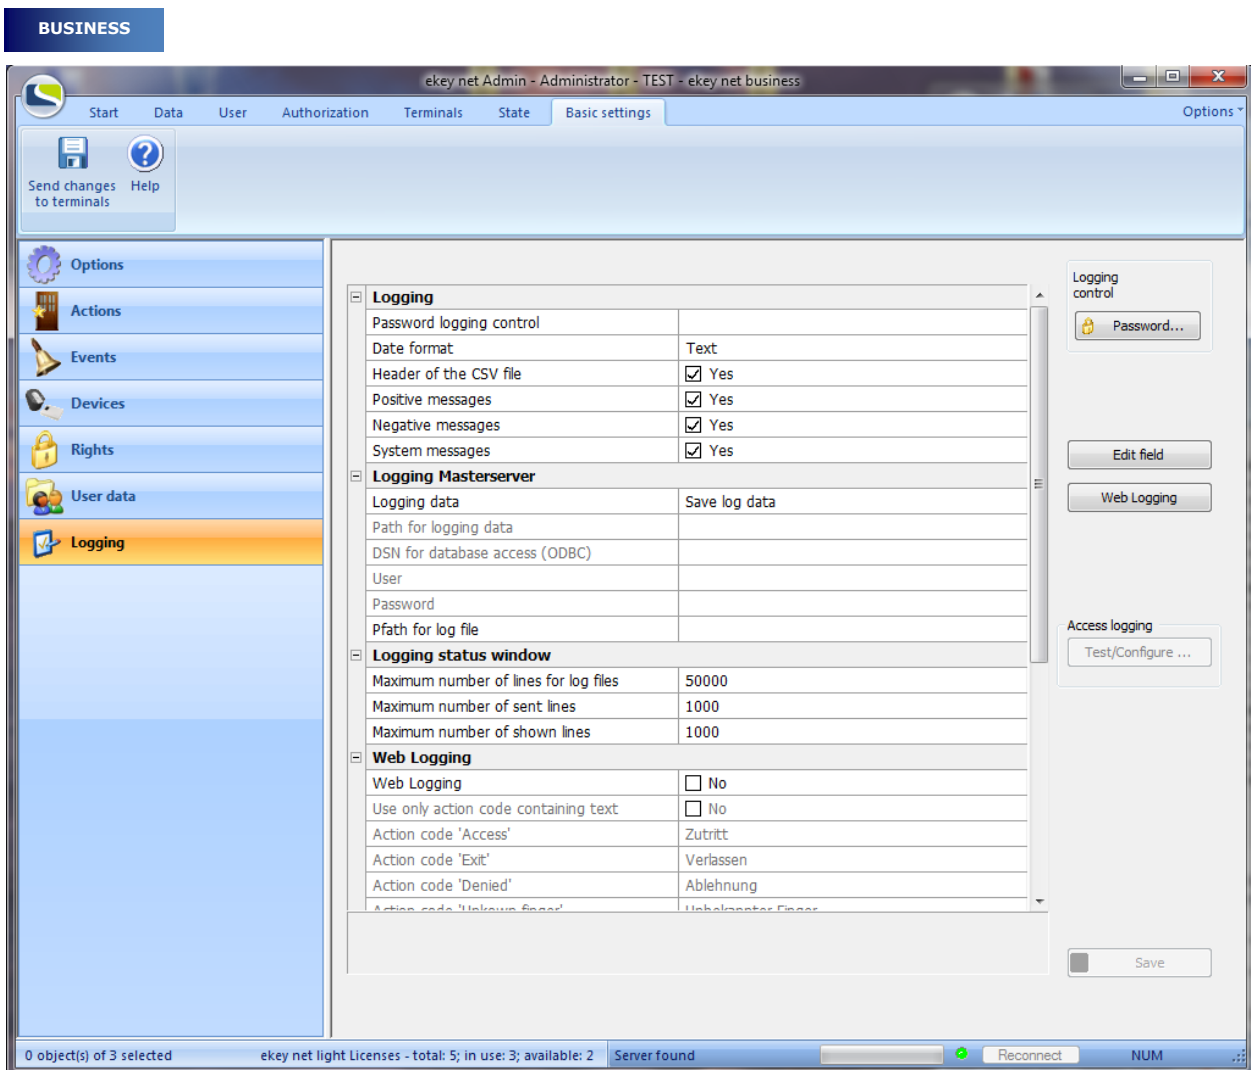 BUSINESS
ekey net Admin - Administrator - TEST - ekey net business
Start Data User Authorization Terminals State Basic settings Options
Send changes to terminals
Help
Options
Actions
Events
Devices
Rights
User data
Logging
Logging
Password logging control
Date format Text
Header of the CSV file Yes
Positive messages Yes
Negative messages Yes
System messages Yes
Logging Masterserver
Logging data Save log data
Path for logging data
DSN for database access (ODBC)
User
Password
Pfath for log file
Logging status window
Maximum number of lines for log files 50000
Maximum number of sent lines 1000
Maximum number of shown lines 1000
Web Logging
Web Logging No
Use only action code containing text No
Action code 'Access' Zutritt
Action code 'Exit' Verlassen
Action code 'Denied' Ablehnung
Action code 'Unkown finger' Unbekannter Finger
Logging control
Password...
Edit field
Web Logging
Access logging
Test/Configure ...
Save
0 object(s) of 3 selected ekey net light Licenses - total: 5; in use: 3; available: 2 Server found Reconnect NUM